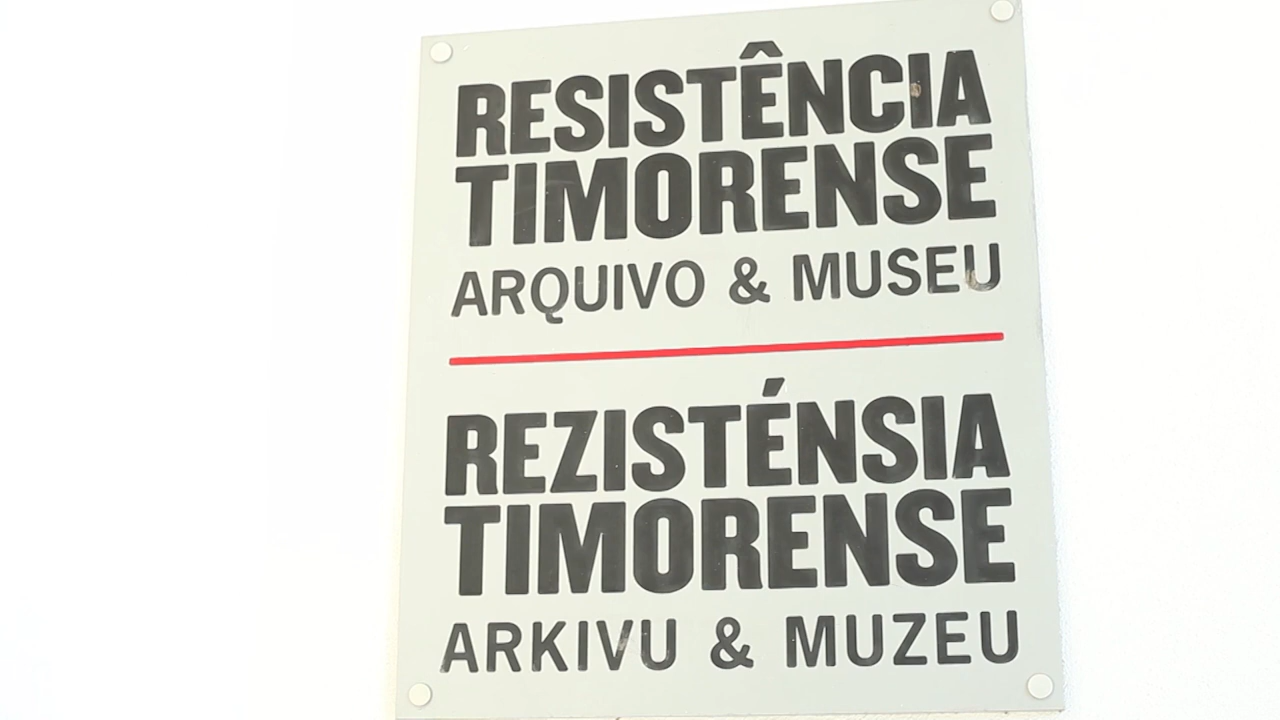 RESISTÊNCIA
TIMORENSE
ARQUIVO & MUSEU
REZISTÉNSIA
TIMORENSE
ARKIVU & MUZEU